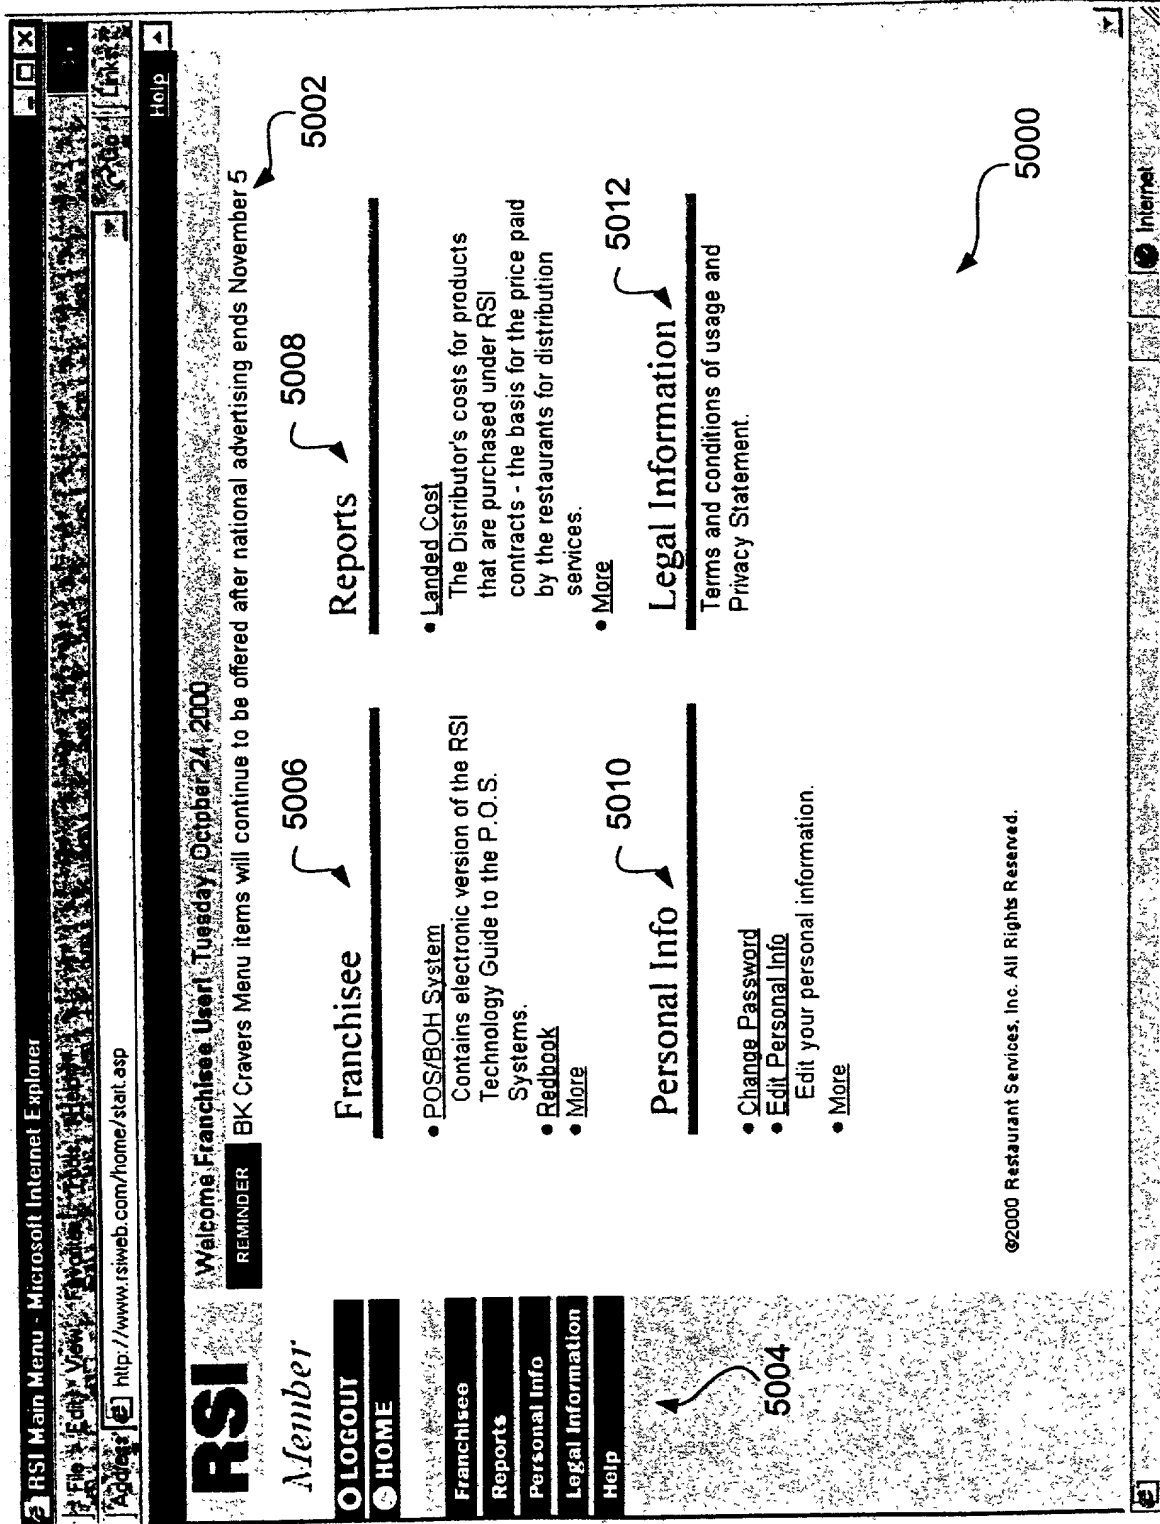 RSI Main Menu - Microsoft Internet Explorer
File Edit View Favorites Tools Help
Address http://www.rsiweb.com/home/start.asp Go Links
Help
RSI
Welcome Franchisee User! Tuesday, October 24, 2000
REMINDER BK Cravers Menu items will continue to be offered after national advertising ends November 5
5002
Member
LOGOUT
HOME
Franchisee
Reports
Personal Info
Legal Information
Help
5004
Franchisee
5006
• POS/BOH System
Contains electronic version of the RSI
Technology Guide to the P.O.S.
Systems.
• Redbook
• More
Reports
5008
• Landed Cost
The Distributor's costs for products
that are purchased under RSI
contracts - the basis for the price paid
by the restaurants for distribution
services.
• More
Personal Info
5010
• Change Password
• Edit Personal Info
Edit your personal information.
• More
Legal Information
5012
Terms and conditions of usage and
Privacy Statement.
©2000 Restaurant Services, Inc. All Rights Reserved.
5000
Internet